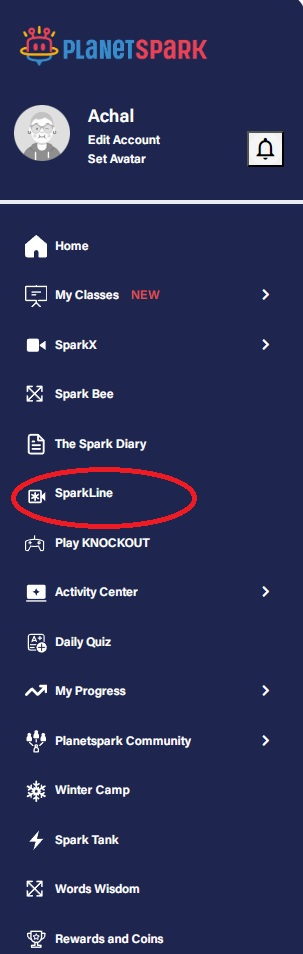 PLANETSPARK
Achal
Edit Account
Set Avatar
Home
My Classes NEW
SparkX
Spark Bee
The Spark Diary
SparkLine
Play KNOCKOUT
Activity Center
Daily Quiz
My Progress
Planetspark Community
Winter Camp
Spark Tank
Words Wisdom
Rewards and Coins